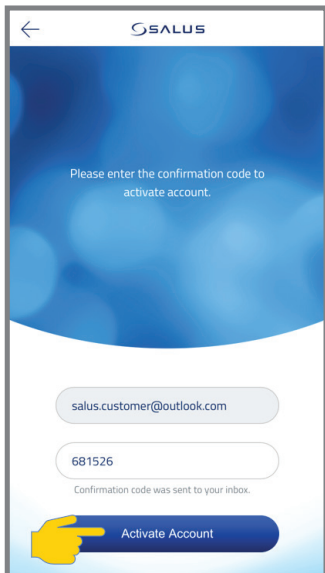 SALUS
Please enter the confirmation code to
activate account.
salus.customer@outlook.com
681526
Confirmation code was sent to your inbox.
Activate Account